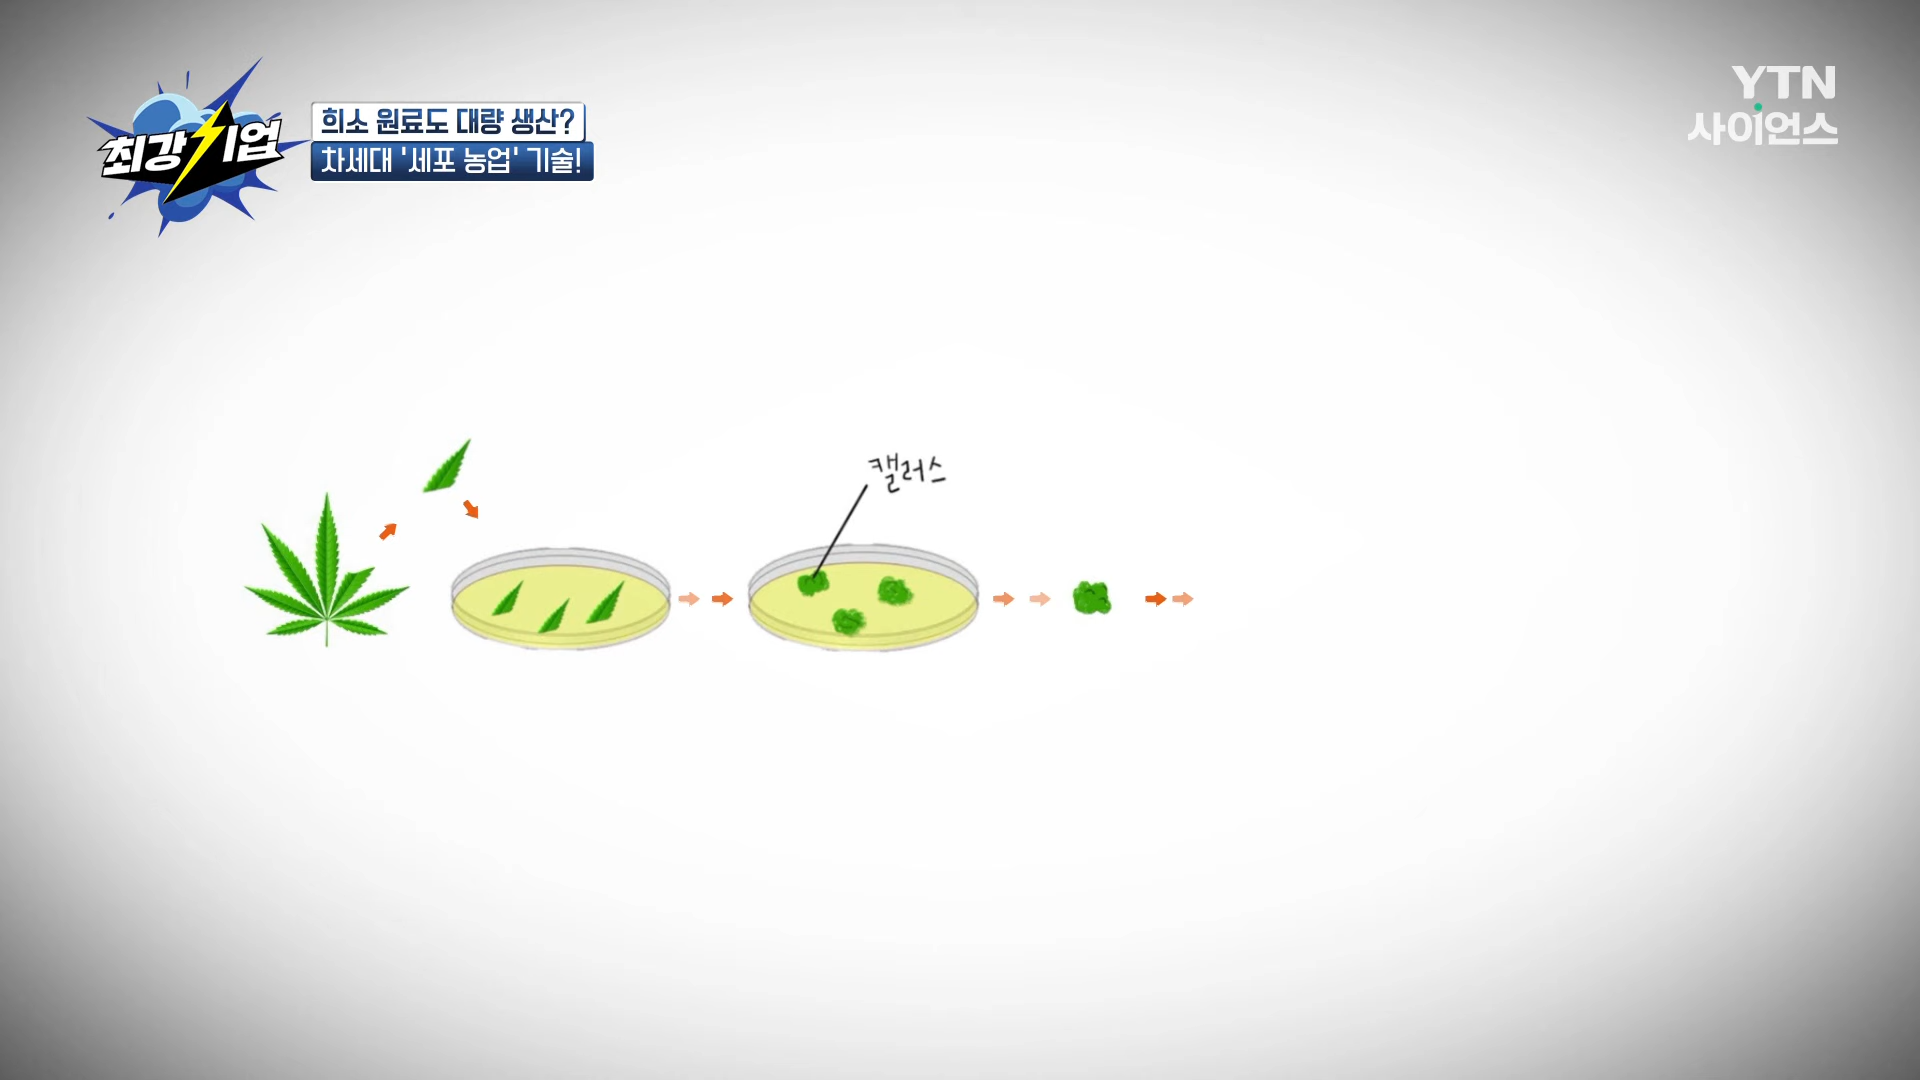 최강기업
희소 원료도 대량 생산?
차세대 '세포 농업' 기술!
YTN
사이언스
캘러스